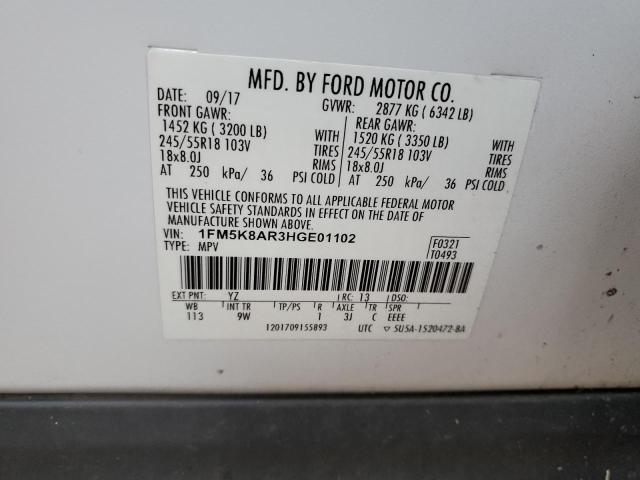 MFD. BY FORD MOTOR CO.
DATE: 09/17 GVWR: 2877 KG ( 6342 LB)
FRONT GAWR: REAR GAWR:
1452 KG ( 3200 LB) WITH 1520 KG ( 3350 LB) WITH
245/55R18 103V TIRES 245/55R18 103V TIRES
18x8.0J RIMS 18x8.0J RIMS
AT 250 kPa/ 36 PSI COLD AT 250 kPa/ 36 PSI COLD
THIS VEHICLE CONFORMS TO ALL APPLICABLE FEDERAL MOTOR
VEHICLE SAFETY STANDARDS IN EFFECT ON THE DATE OF
MANUFACTURE SHOWN ABOVE.
VIN: 1FM5K8AR3HGE01102 F0321
TYPE: MPV T0493
EXT PNT: YZ RC: 13 DSO:
WB INT TR TP/PS R AXLE TR SPR
113 9W 1 3J C EEEE
1201709155893 UTC ▽ SU5A-1520472-BA